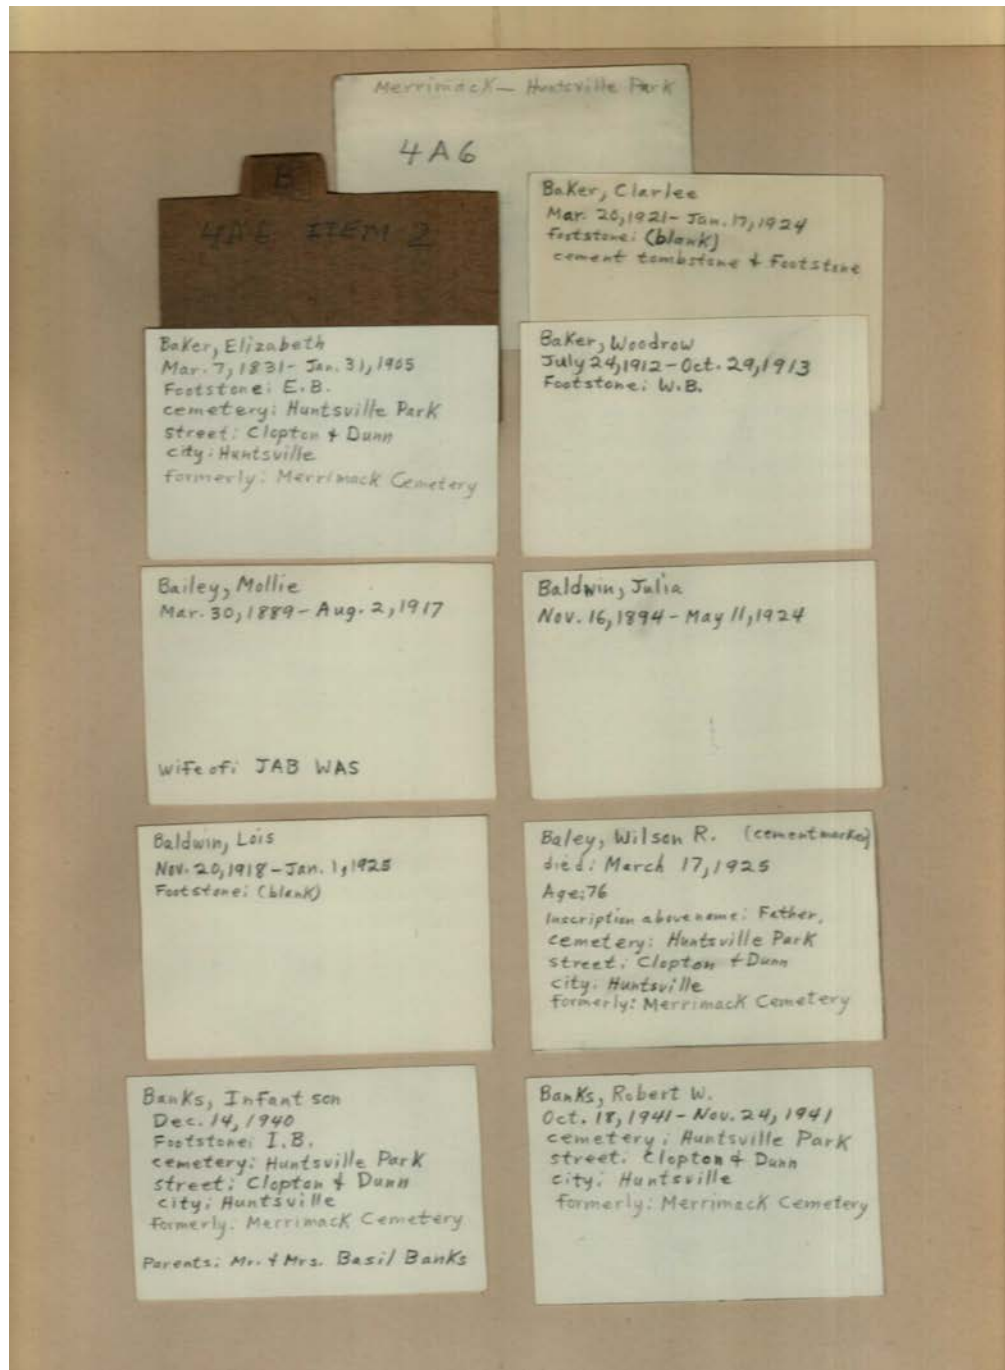 Merrimack - Huntsville Park
4A6
B
4A6 ITEM 2
Baker, Clarlee
Mar. 20, 1921 - Jan. 17, 1924
footstone: (blank)
cement tombstone & Footstone
Baker, Elizabeth
Mar. 7, 1831 - Jan. 31, 1905
Footstone: E.B.
cemetery: Huntsville Park
street: Clopton & Dunn
city: Huntsville
formerly: Merrimack Cemetery
Baker, Woodrow
July 24, 1912 - Oct. 29, 1913
Footstone: W.B.
Bailey, Mollie
Mar. 30, 1889 - Aug. 2, 1917
wife of: JAB WAS
Baldwin, Julia
Nov. 16, 1894 - May 11, 1924
Baldwin, Lois
Nov. 20, 1918 - Jan. 1, 1925
Footstone: (blank)
Baley, Wilson R. (cement marker)
died: March 17, 1925
Age: 76
Inscription above name: Father.
cemetery: Huntsville Park
street: Clopton & Dunn
city: Huntsville
formerly: Merrimack Cemetery
Banks, Infant son
Dec. 14, 1940
Footstone: I.B.
cemetery: Huntsville Park
street: Clopton & Dunn
city: Huntsville
formerly: Merrimack Cemetery
Parents: Mr. & Mrs. Basil Banks
Banks, Robert W.
Oct. 18, 1941 - Nov. 24, 1941
cemetery: Huntsville Park
street: Clopton & Dunn
city: Huntsville
formerly: Merrimack Cemetery